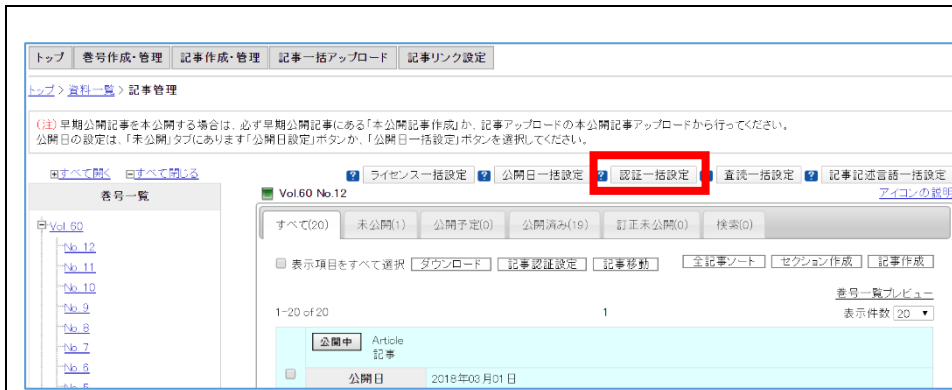 トップ 巻号作成・管理 記事作成・管理 記事一括アップロード 記事リンク設定
トップ > 資料一覧 > 記事管理
(注)早期公開記事を本公開する場合は、必ず早期公開記事にある「本公開記事作成」か、記事アップロードの本公開記事アップロードから行ってください。
公開日の設定は、「未公開」タブにあります「公開日設定」ボタンか、「公開日一括設定」ボタンを選択してください。
すべて開く すべて閉じる ? ライセンス一括設定 ? 公開日一括設定 ? 認証一括設定 査読一括設定 ? 記事記述言語一括設定
巻号一覧 Vol.60 No.12 アイコンの説明
Vol. 60 すべて(20) 未公開(1) 公開予定(0) 公開済み(19) 訂正未公開(0) 検索(0)
No. 12
No. 11 表示項目をすべて選択 ダウンロード 記事認証設定 記事移動 全記事ソート セクション作成 記事作成
No. 10 巻号一覧プレビュー
No. 9 1-20 of 20 1 表示件数 20
No. 8
No. 7 公開中 Article
記事
No. 6 公開日 2018年03月01日
No. 5